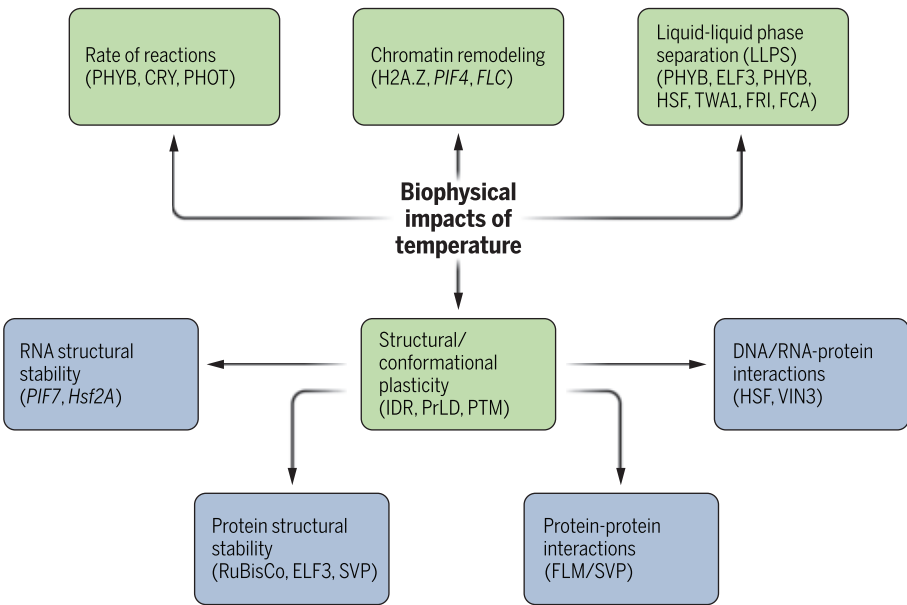 Rate of reactions
(PHYB, CRY, PHOT)
Chromatin remodeling
(H2A.Z, PIF4, FLC)
Liquid-liquid phase
separation (LLPS)
(PHYB, ELF3, PHYB,
HSF, TWA1, FRI, FCA)
Biophysical
impacts of
temperature
RNA structural
stability
(PIF7, Hsf2A)
Structural/
conformational
plasticity
(IDR, PrLD, PTM)
DNA/RNA-protein
interactions
(HSF, VIN3)
Protein structural
stability
(RuBisCo, ELF3, SVP)
Protein-protein
interactions
(FLM/SVP)